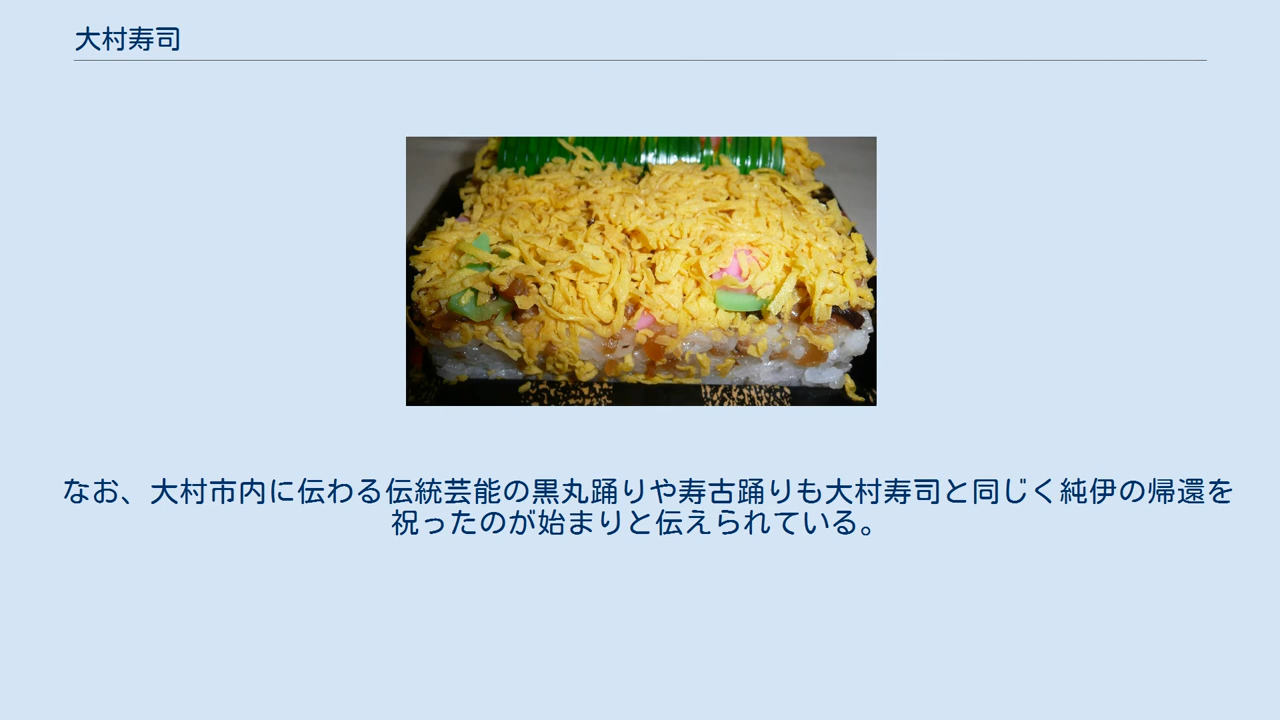 大村寿司
なお、大村市内に伝わる伝統芸能の黒丸踊りや寿古踊りも大村寿司と同じく純伊の帰還を
祝ったのが始まりと伝えられている。